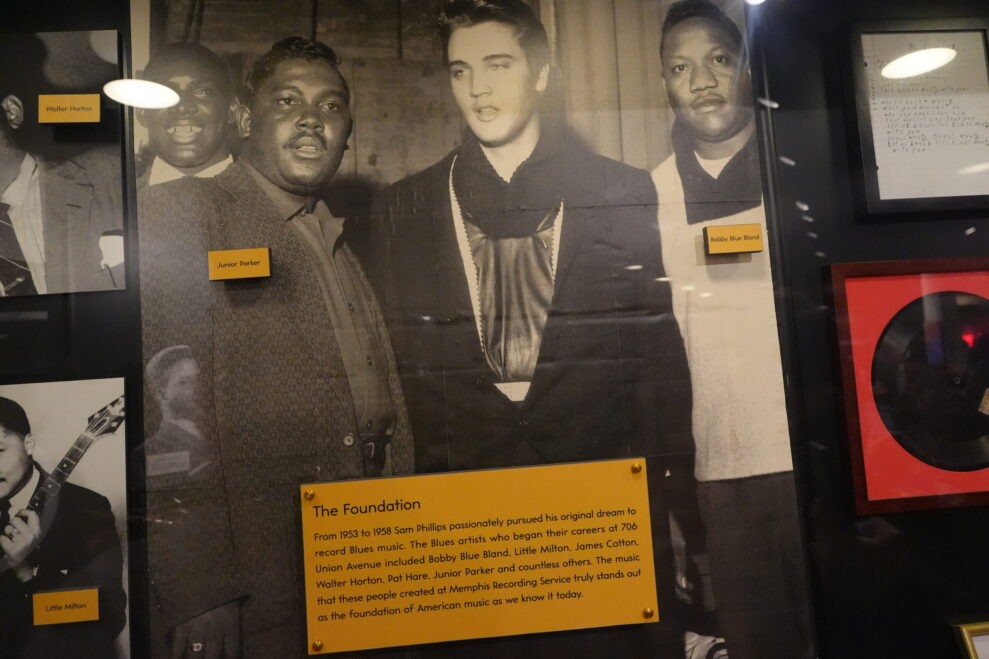 Walter Horton
Junior Parker
Bobby Blue Bland
Little Milton
The Foundation
From 1953 to 1958 Sam Phillips passionately pursued his original dream to
record Blues music. The Blues artists who began their careers at 706
Union Avenue included Bobby Blue Bland, Little Milton, James Cotton,
Walter Horton, Pat Hare, Junior Parker and countless others. The music
that these people created at Memphis Recording Service truly stands out
as the foundation of American music as we know it today.